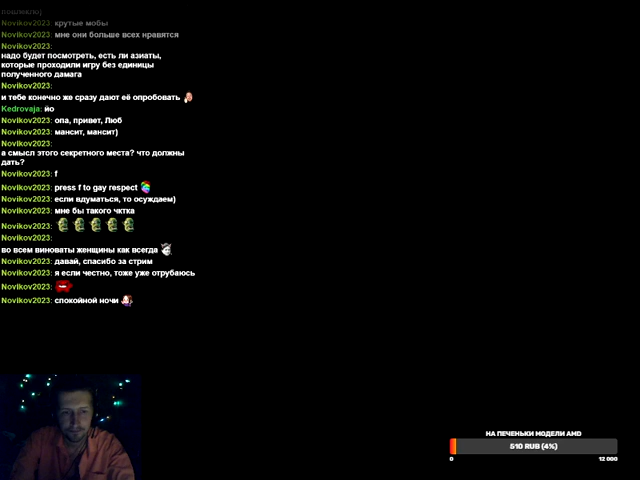 Novikov2023: крутые мобы
Novikov2023: мне они больше всех нравятся
Novikov2023:
надо будет посмотреть, есть ли азиаты,
которые проходили игру без единицы
полученного дамага
Novikov2023:
и тебе конечно же сразу дают её опробовать
Kedrovaja: йо
Novikov2023: опа, привет, Люб
Novikov2023: мансит, мансит)
Novikov2023:
а смысл этого секретного места? что должны
дать?
Novikov2023: f
Novikov2023: press f to gay respect
Novikov2023: если вдуматься, то осуждаем)
Novikov2023: мне бы такого чктка
Novikov2023:
Novikov2023:
во всем виноваты женщины как всегда
Novikov2023: давай, спасибо за стрим
Novikov2023: я если честно, тоже уже отрубаюсь
Novikov2023:
Novikov2023: спокойной ночи
НА ПЕЧЕНЬКИ МОДЕЛИ AMD
510 RUB (4%)
0 12 000